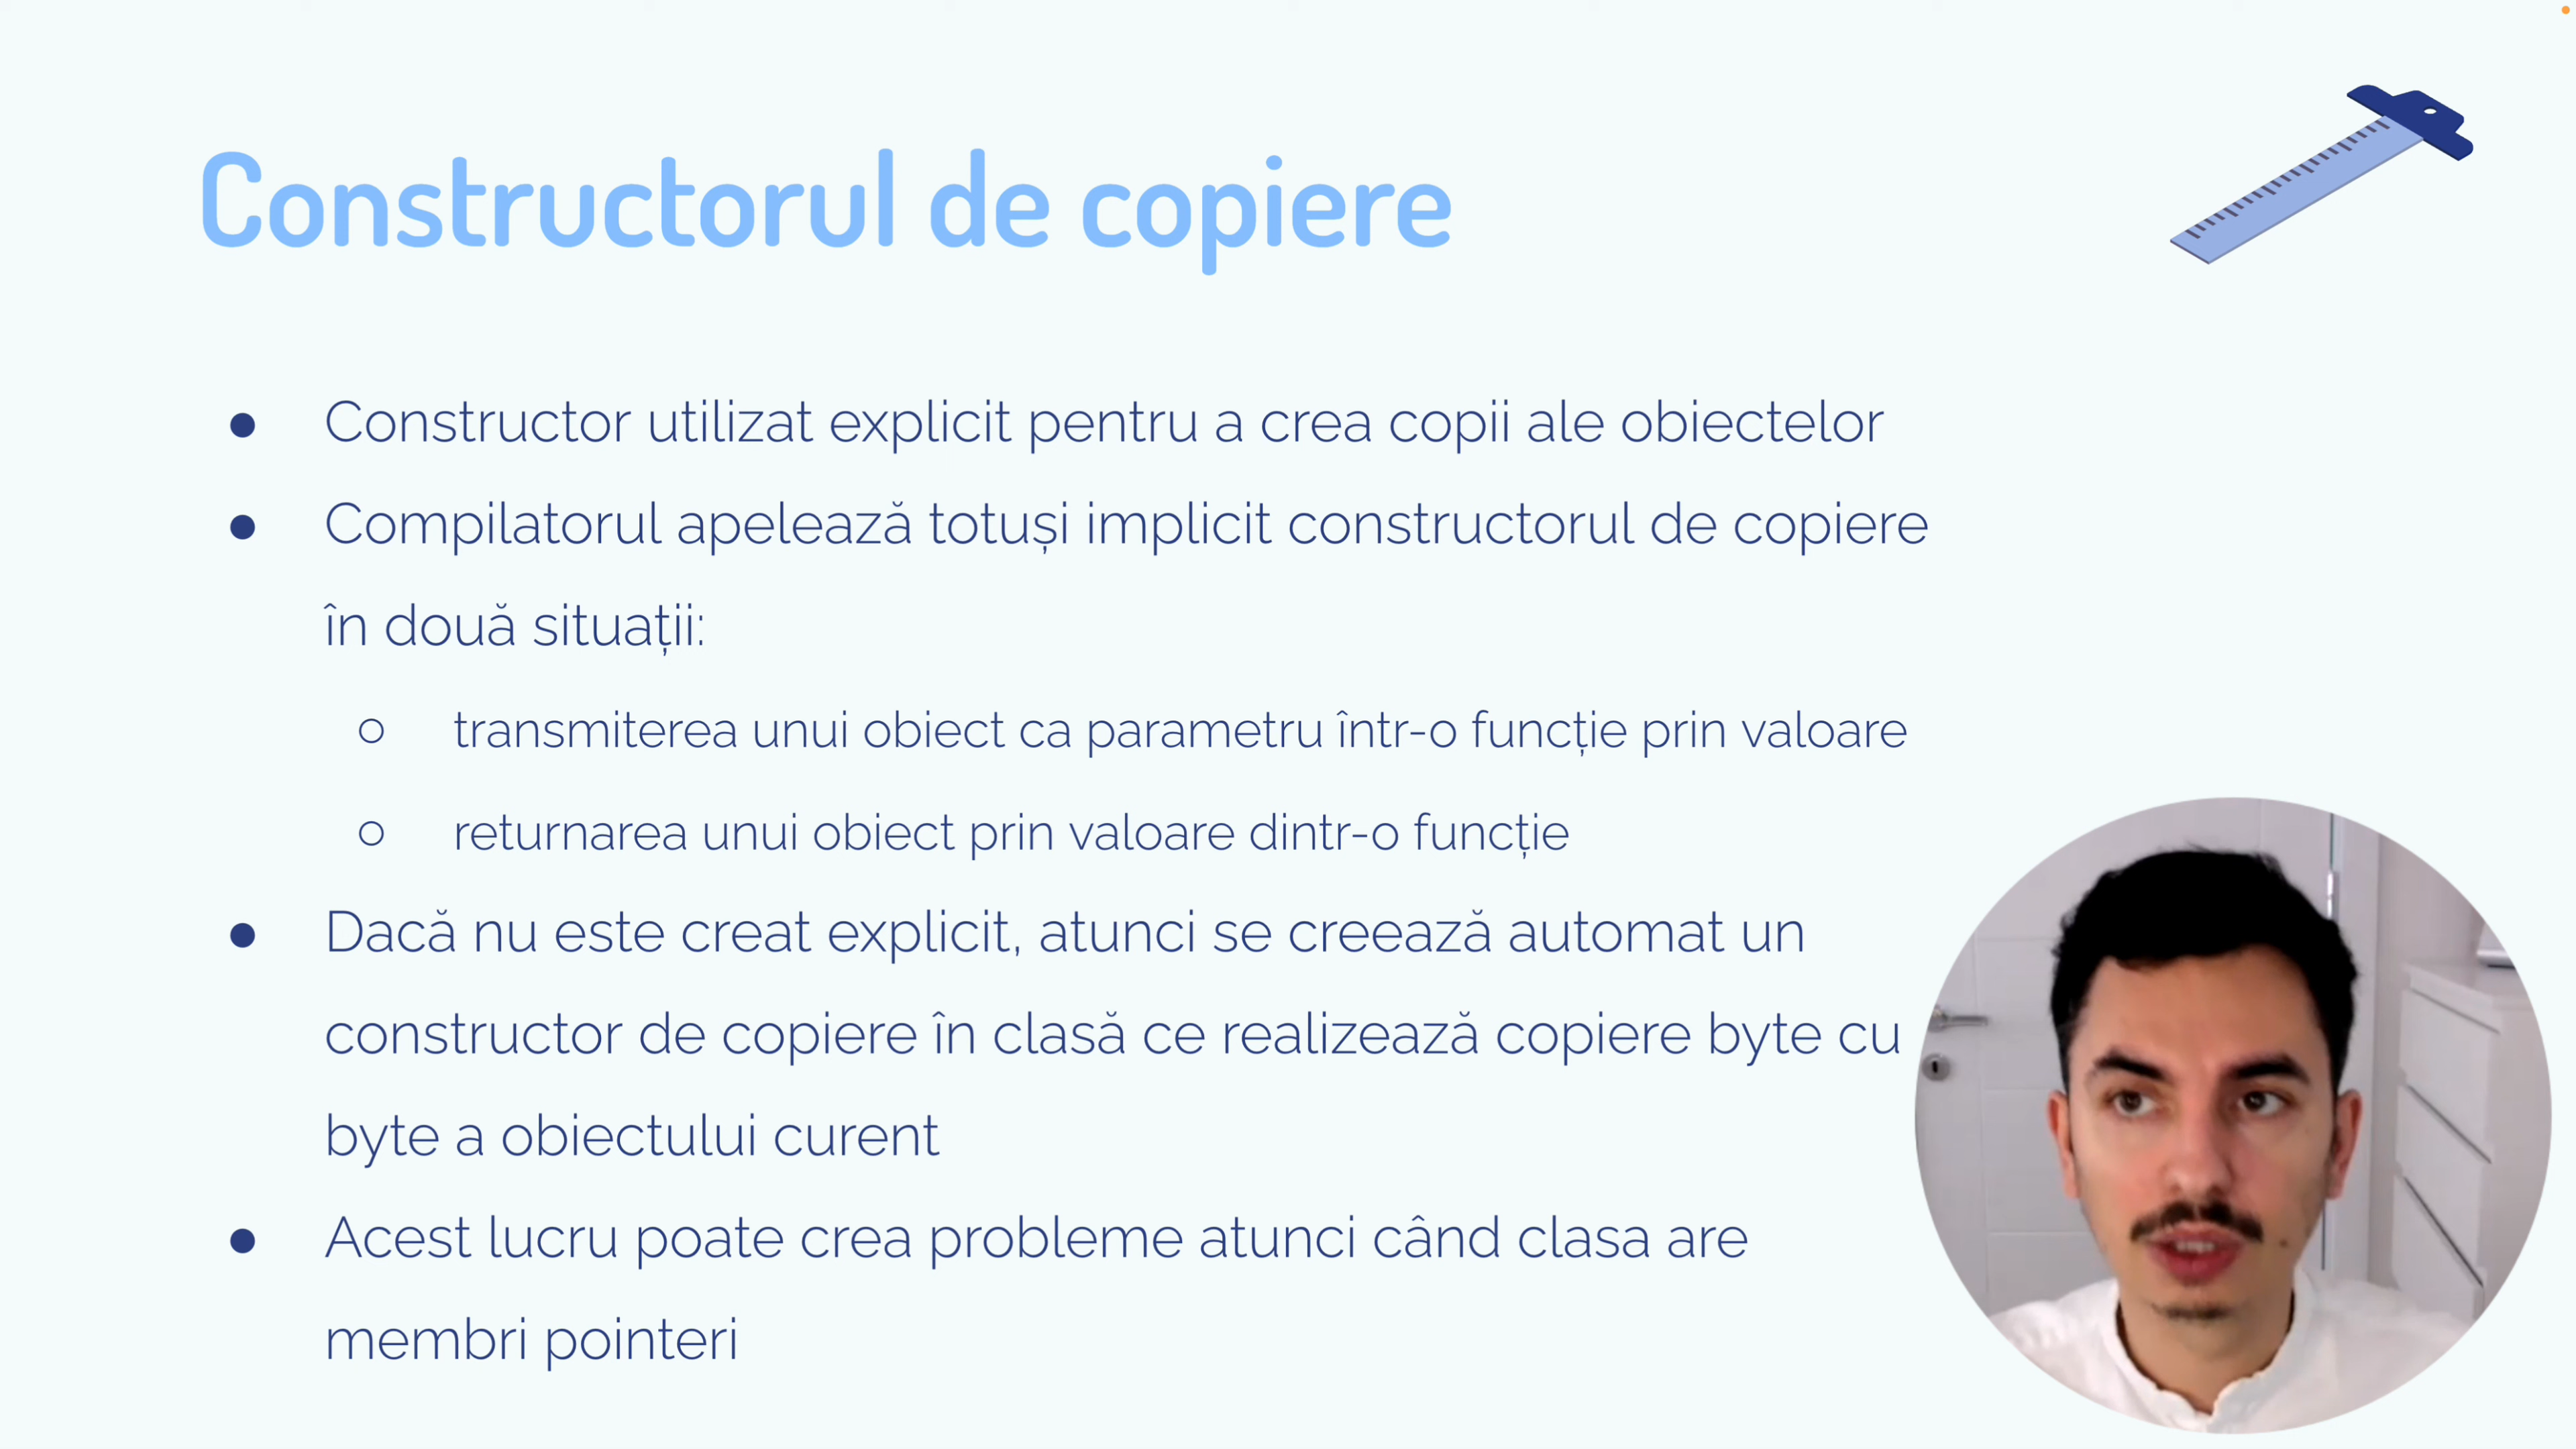 Constructorul de copiere
● Constructor utilizat explicit pentru a crea copii ale obiectelor
● Compilatorul apelează totuși implicit constructorul de copiere
în două situații:
○ transmiterea unui obiect ca parametru într-o funcție prin valoare
○ returnarea unui obiect prin valoare dintr-o funcție
● Dacă nu este creat explicit, atunci se creează automat un
constructor de copiere în clasă ce realizează copiere byte cu
byte a obiectului curent
● Acest lucru poate crea probleme atunci când clasa are
membri pointeri